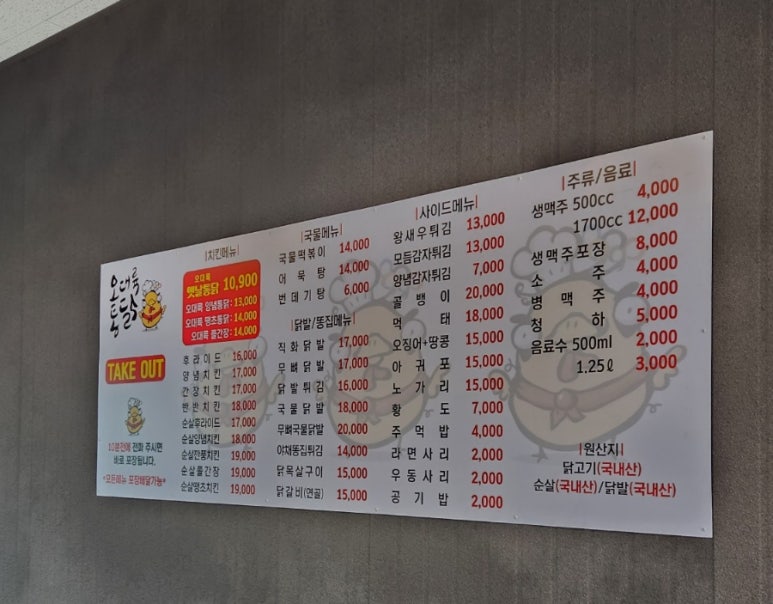 오대륙
통닭
TAKE OUT
10분전에 전화 주시면
바로 포장됩니다.
*모든메뉴 포장배달가능*
|치킨메뉴|
오대륙
옛날통닭 10,900
오대륙 양념통닭: 13,000
오대륙 맹초통닭: 14,000
오대륙 쫄간장: 14,000
후라이드 16,000
양념치킨 17,000
간장치킨 17,000
반반치킨 18,000
순살후라이드 17,000
순살양념치킨 18,000
순살짠퐁치킨 19,000
순살쫄간장 19,000
순살맹초치킨 19,000
|국물메뉴|
국물떡볶이 14,000
어묵탕 14,000
번데기탕 6,000
|닭발/똥집메뉴|
직화닭발 17,000
무뼈닭발 17,000
닭발튀김 16,000
국물닭발 18,000
무뼈국물닭발 20,000
야채똥집튀김 14,000
닭목살구이 15,000
닭갈비(연골) 15,000
|사이드메뉴|
왕새우튀김 13,000
모듬감자튀김 13,000
양념감자튀김 7,000
골뱅이 20,000
먹태 18,000
오징어+땅콩 15,000
아귀포 15,000
노가리 15,000
황도 7,000
주먹밥 4,000
라면사리 2,000
우동사리 2,000
공기밥 2,000
|주류/음료|
생맥주 500cc 4,000
1700cc 12,000
생맥주포장 8,000
소주 4,000
병맥주 4,000
청하 5,000
음료수 500ml 2,000
1.25ℓ 3,000
|원산지|
닭고기(국내산)
순살(국내산)/닭발(국내산)